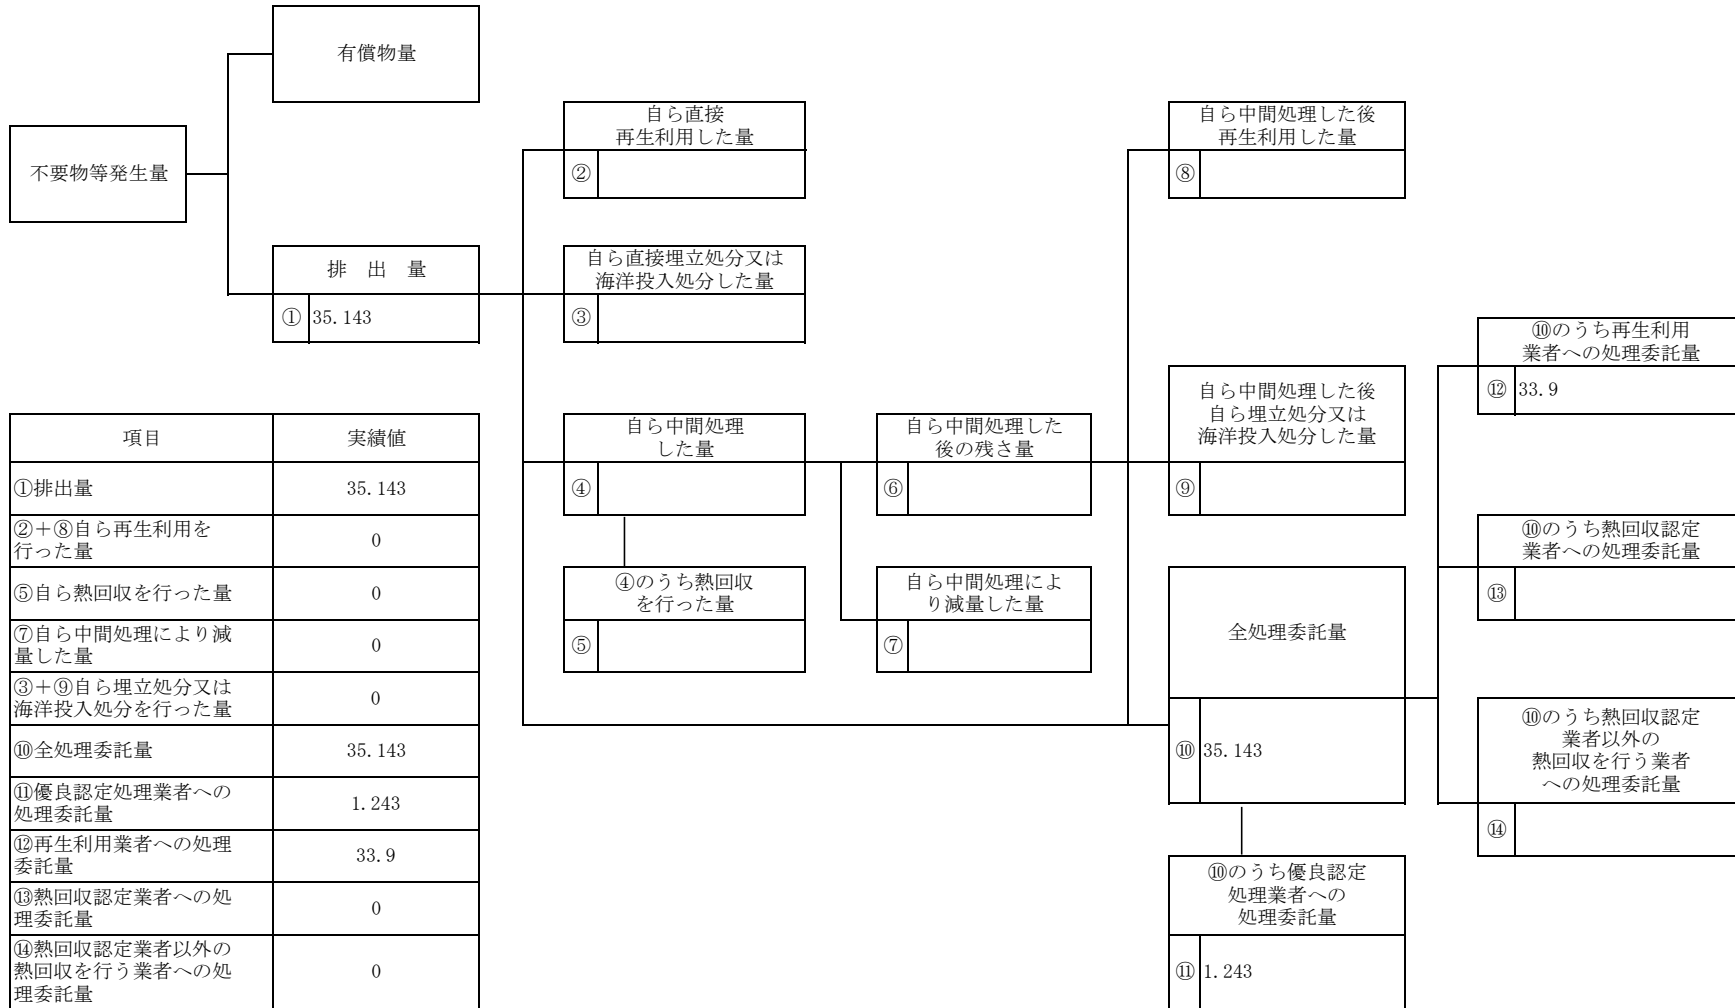 有償物量
不要物等発生量
排　出　量
① 35.143
自ら直接
再生利用した量
②
自ら直接埋立処分又は
海洋投入処分した量
③
自ら中間処理
した量
④
④のうち熱回収
を行った量
⑤
自ら中間処理した
後の残さ量
⑥
自ら中間処理によ
り減量した量
⑦
自ら中間処理した後
再生利用した量
⑧
自ら中間処理した後
自ら埋立処分又は
海洋投入処分した量
⑨
全処理委託量
⑩ 35.143
⑩のうち優良認定
処理業者への
処理委託量
⑪ 1.243
⑩のうち再生利用
業者への処理委託量
⑫ 33.9
⑩のうち熱回収認定
業者への処理委託量
⑬
⑩のうち熱回収認定
業者以外の
熱回収を行う業者
への処理委託量
⑭
項目 実績値
①排出量 35.143
②＋⑧自ら再生利用を
行った量 0
⑤自ら熱回収を行った量 0
⑦自ら中間処理により減
量した量 0
③＋⑨自ら埋立処分又は
海洋投入処分を行った量 0
⑩全処理委託量 35.143
⑪優良認定処理業者への
処理委託量 1.243
⑫再生利用業者への処理
委託量 33.9
⑬熱回収認定業者への処
理委託量 0
⑭熱回収認定業者以外の
熱回収を行う業者への処
理委託量 0